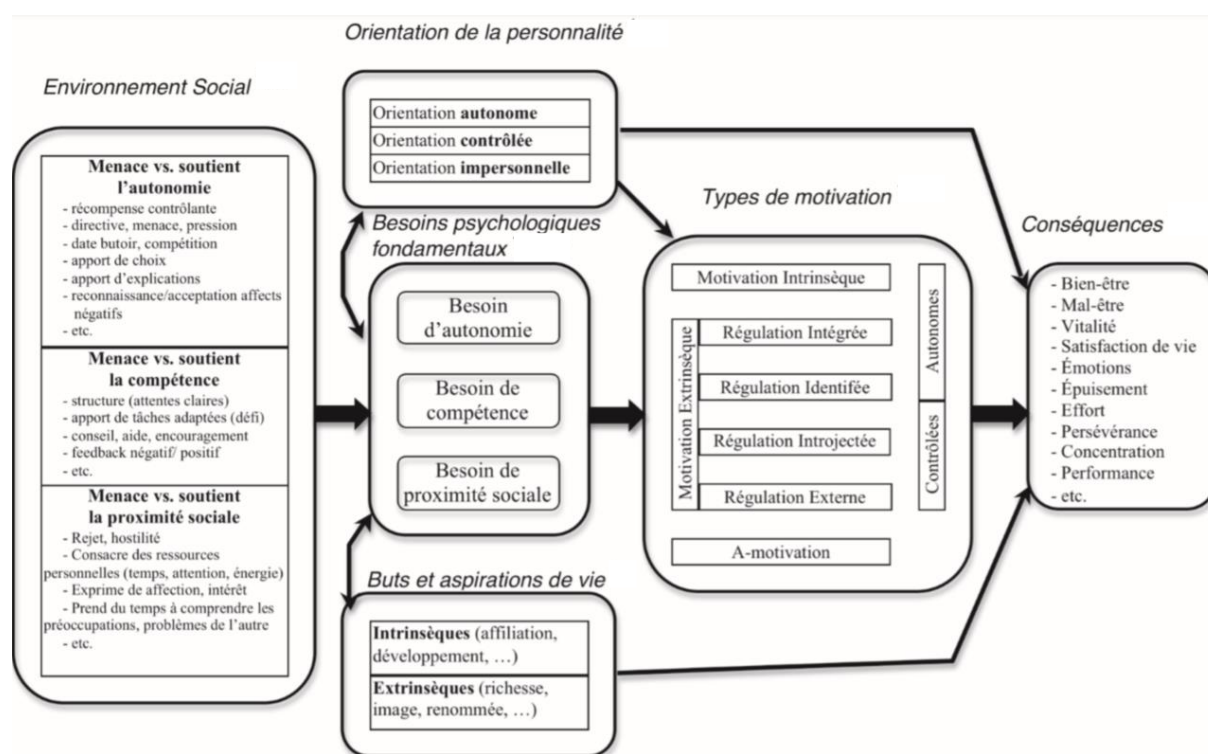 Orientation de la personnalité
Environnement Social
Orientation autonome
Orientation contrôlée
Orientation impersonnelle
Menace vs. soutient
l'autonomie
- récompense contrôlante
- directive, menace, pression
- date butoir, compétition
- apport de choix
- apport d'explications
- reconnaissance/acceptation affects
négatifs
- etc.
Menace vs. soutient
la compétence
- structure (attentes claires)
- apport de tâches adaptées (défi)
- conseil, aide, encouragement
- feedback négatif/ positif
- etc.
Menace vs. soutient
la proximité sociale
- Rejet, hostilité
- Consacre des ressources
personnelles (temps, attention, énergie)
- Exprime de affection, intérêt
- Prend du temps à comprendre les
préoccupations, problèmes de l'autre
- etc.
Besoins psychologiques
fondamentaux
Besoin
d'autonomie
Besoin de
compétence
Besoin de
proximité sociale
Buts et aspirations de vie
Intrinsèques (affiliation,
développement, ...)
Extrinsèques (richesse,
image, renommée, ...)
Types de motivation
Motivation Intrinsèque
Motivation Extrinsèque
Régulation Intégrée
Régulation Identifée
Régulation Introjectée
Régulation Externe
A-motivation
Autonomes
Contrôlées
Conséquences
- Bien-être
- Mal-être
- Vitalité
- Satisfaction de vie
- Émotions
- Épuisement
- Effort
- Persévérance
- Concentration
- Performance
- etc.